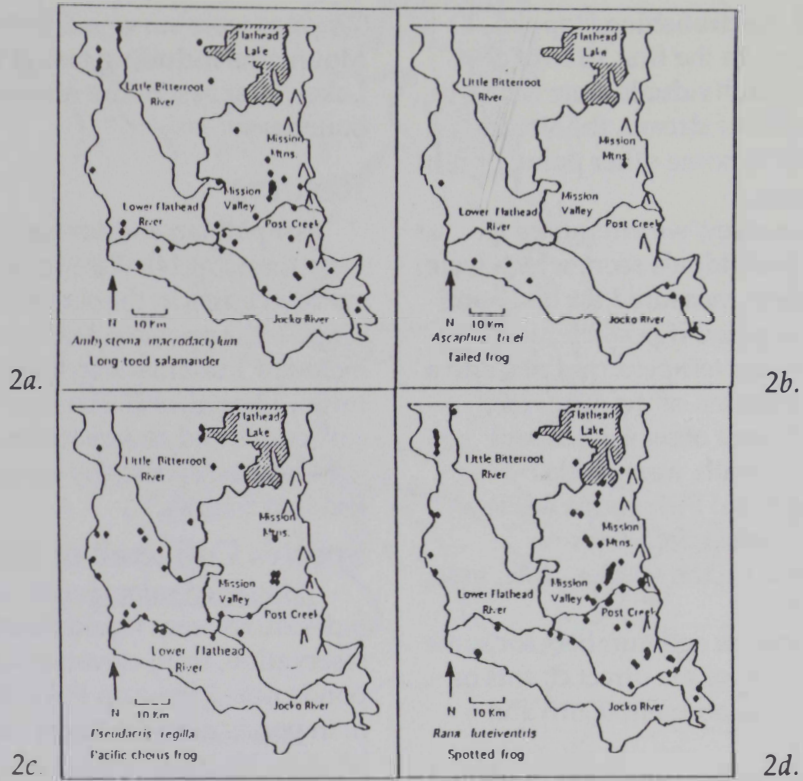 Flathead
Lake
Little Bitterroot
River
Mission
Mtns.
Mission
Valley
Lower Flathead
River
Post Creek
Jocko River
N
10 Km
Ambystoma macrodactylum
Long-toed salamander
2a.
Flathead
Lake
Little Bitterroot
River
Mission
Mtns.
Mission
Valley
Lower Flathead
River
Post Creek
Jocko River
N
10 Km
Ascaphus truei
Tailed frog
2b.
Flathead
Lake
Little Bitterroot
River
Mission
Mtns.
Mission
Valley
Post Creek
Lower Flathead
River
Jocko River
N
10 Km
Pseudacris regilla
Pacific chorus frog
2c.
Flathead
Lake
Little Bitterroot
River
Mission
Mtns.
Mission
Valley
Lower Flathead
River
Post Creek
Jocko River
N
10 Km
Rana luteiventris
Spotted frog
2d.